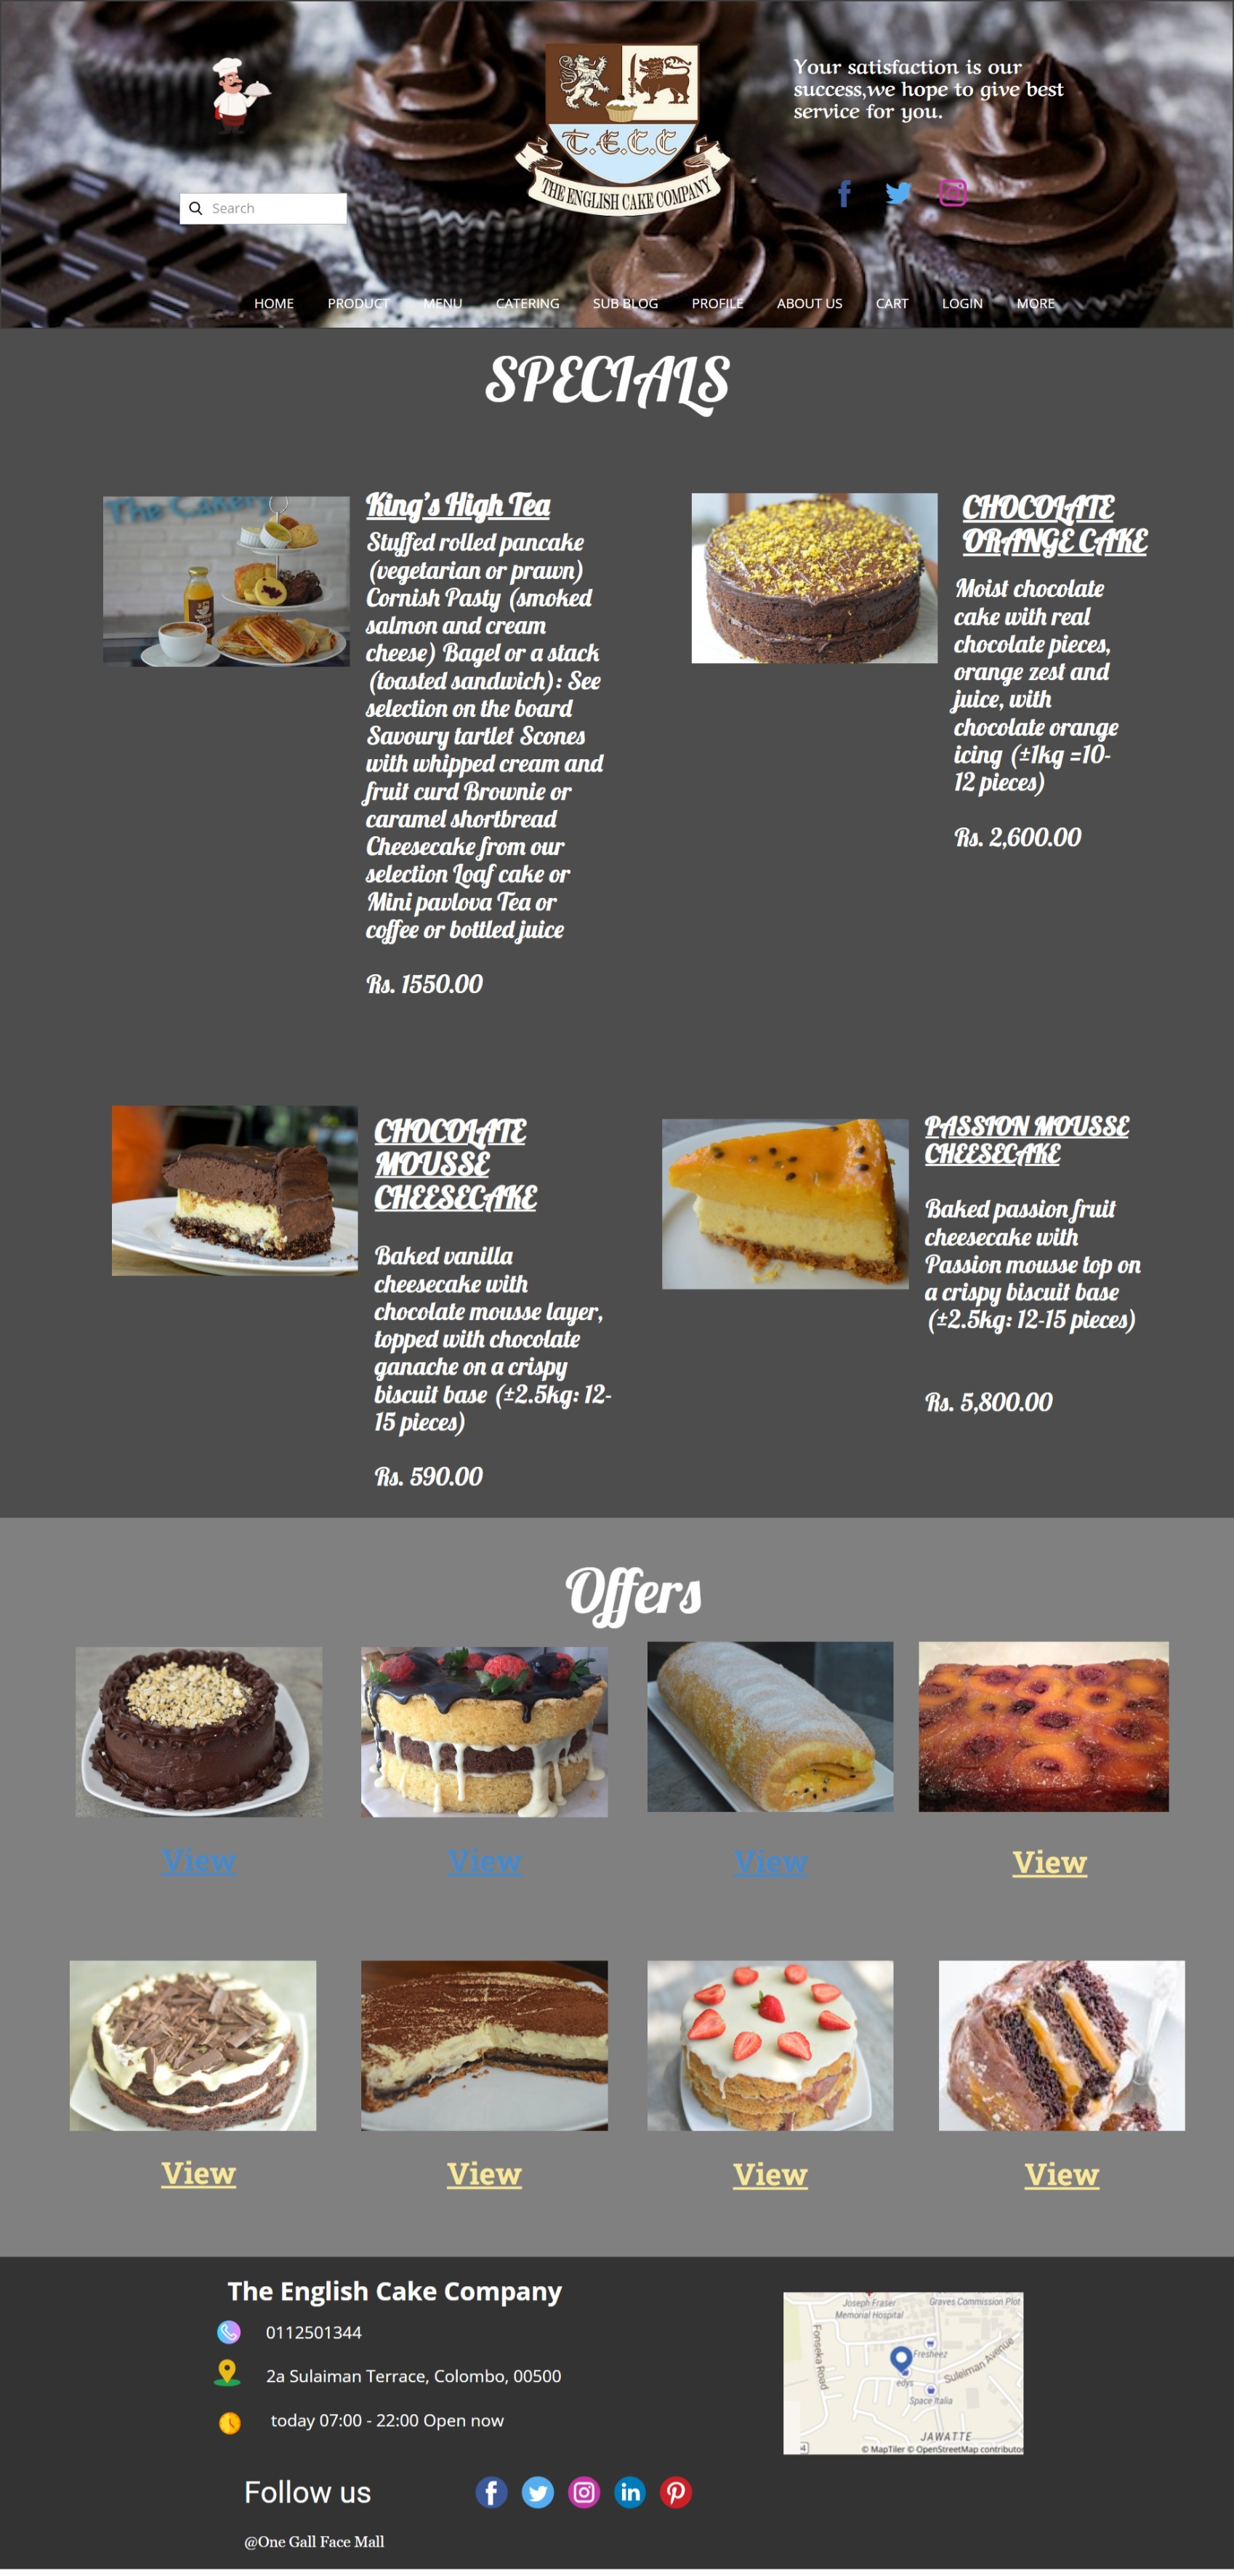 Your satisfaction is our
success,we hope to give best
service for you.
T.E.C.C
THE ENGLISH CAKE COMPANY
Search
HOME PRODUCT MENU CATERING SUB BLOG PROFILE ABOUT US CART LOGIN MORE
SPECIALS
The Cakery
King's High Tea
Stuffed rolled pancake
(vegetarian or prawn)
Cornish Pasty (smoked
salmon and cream
cheese) Bagel or a stack
(toasted sandwich): See
selection on the board
Savoury tartlet Scones
with whipped cream and
fruit curd Brownie or
caramel shortbread
Cheesecake from our
selection Loaf cake or
Mini pavlova Tea or
coffee or bottled juice
Rs. 1550.00
CHOCOLATE
ORANGE CAKE
Moist chocolate
cake with real
chocolate pieces,
orange zest and
juice, with
chocolate orange
icing (±1kg =10-
12 pieces)
Rs. 2,600.00
CHOCOLATE
MOUSSE
CHEESECAKE
Baked vanilla
cheesecake with
chocolate mousse layer,
topped with chocolate
ganache on a crispy
biscuit base (±2.5kg: 12-
15 pieces)
Rs. 590.00
PASSION MOUSSE
CHEESECAKE
Baked passion fruit
cheesecake with
Passion mousse top on
a crispy biscuit base
(±2.5kg: 12-15 pieces)
Rs. 5,800.00
Offers
View View View View
View View View View
The English Cake Company
0112501344
2a Sulaiman Terrace, Colombo, 00500
today 07:00 - 22:00 Open now
Joseph Fraser
Memorial Hospital
Graves Commission Plot
Fonseka Road
Fresheez
edys
Suleiman Avenue
Space Italia
JAWATTE
© MapTiler © OpenStreetMap contributor
Follow us
@One Gall Face Mall